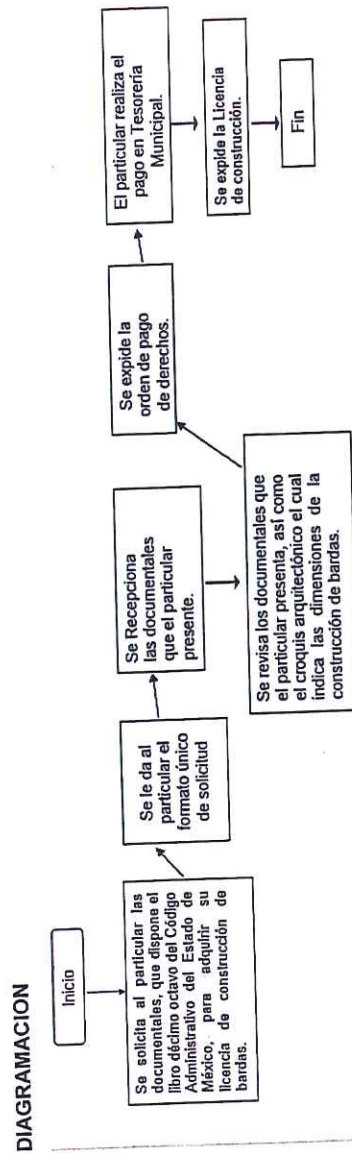 DIAGRAMACION
Inicio
Se solicita al particular las
documentales, que dispone el
libro décimo octavo del Código
Administrativo del Estado de
México, para adquirir su
licencia de construcción de
bardas.
Se le da al
particular el
formato único
de solicitud
Se Recepciona
las documentales
que el particular
presente.
Se revisa los documentales que
el particular presenta, así como
el croquis arquitectónico el cual
indica las dimensiones de la
construcción de bardas.
Se expide la
orden de pago
de derechos.
El particular realiza el
pago en Tesorería
Municipal.
Se expide la Licencia
de construcción.
Fin